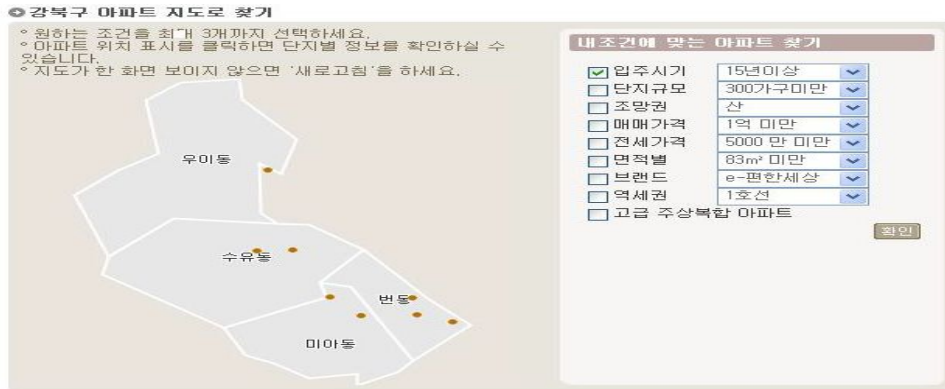 강북구 아파트 지도로 찾기
° 원하는 조건을 최대 3개까지 선택하세요.
° 아파트 위치 표시를 클릭하면 단지별 정보를 확인하실 수
있습니다.
° 지도가 한 화면 보이지 않으면 '새로고침'을 하세요.
우이동
수유동
번동
미아동
내조건에 맞는 아파트 찾기
입주시기 15년이상
단지규모 300가구미만
조망권 산
매매가격 1억 미만
전세가격 5000 만 미만
면적별 83m² 미만
브랜드 e-편한세상
역세권 1호선
고급 주상복합 아파트
확인